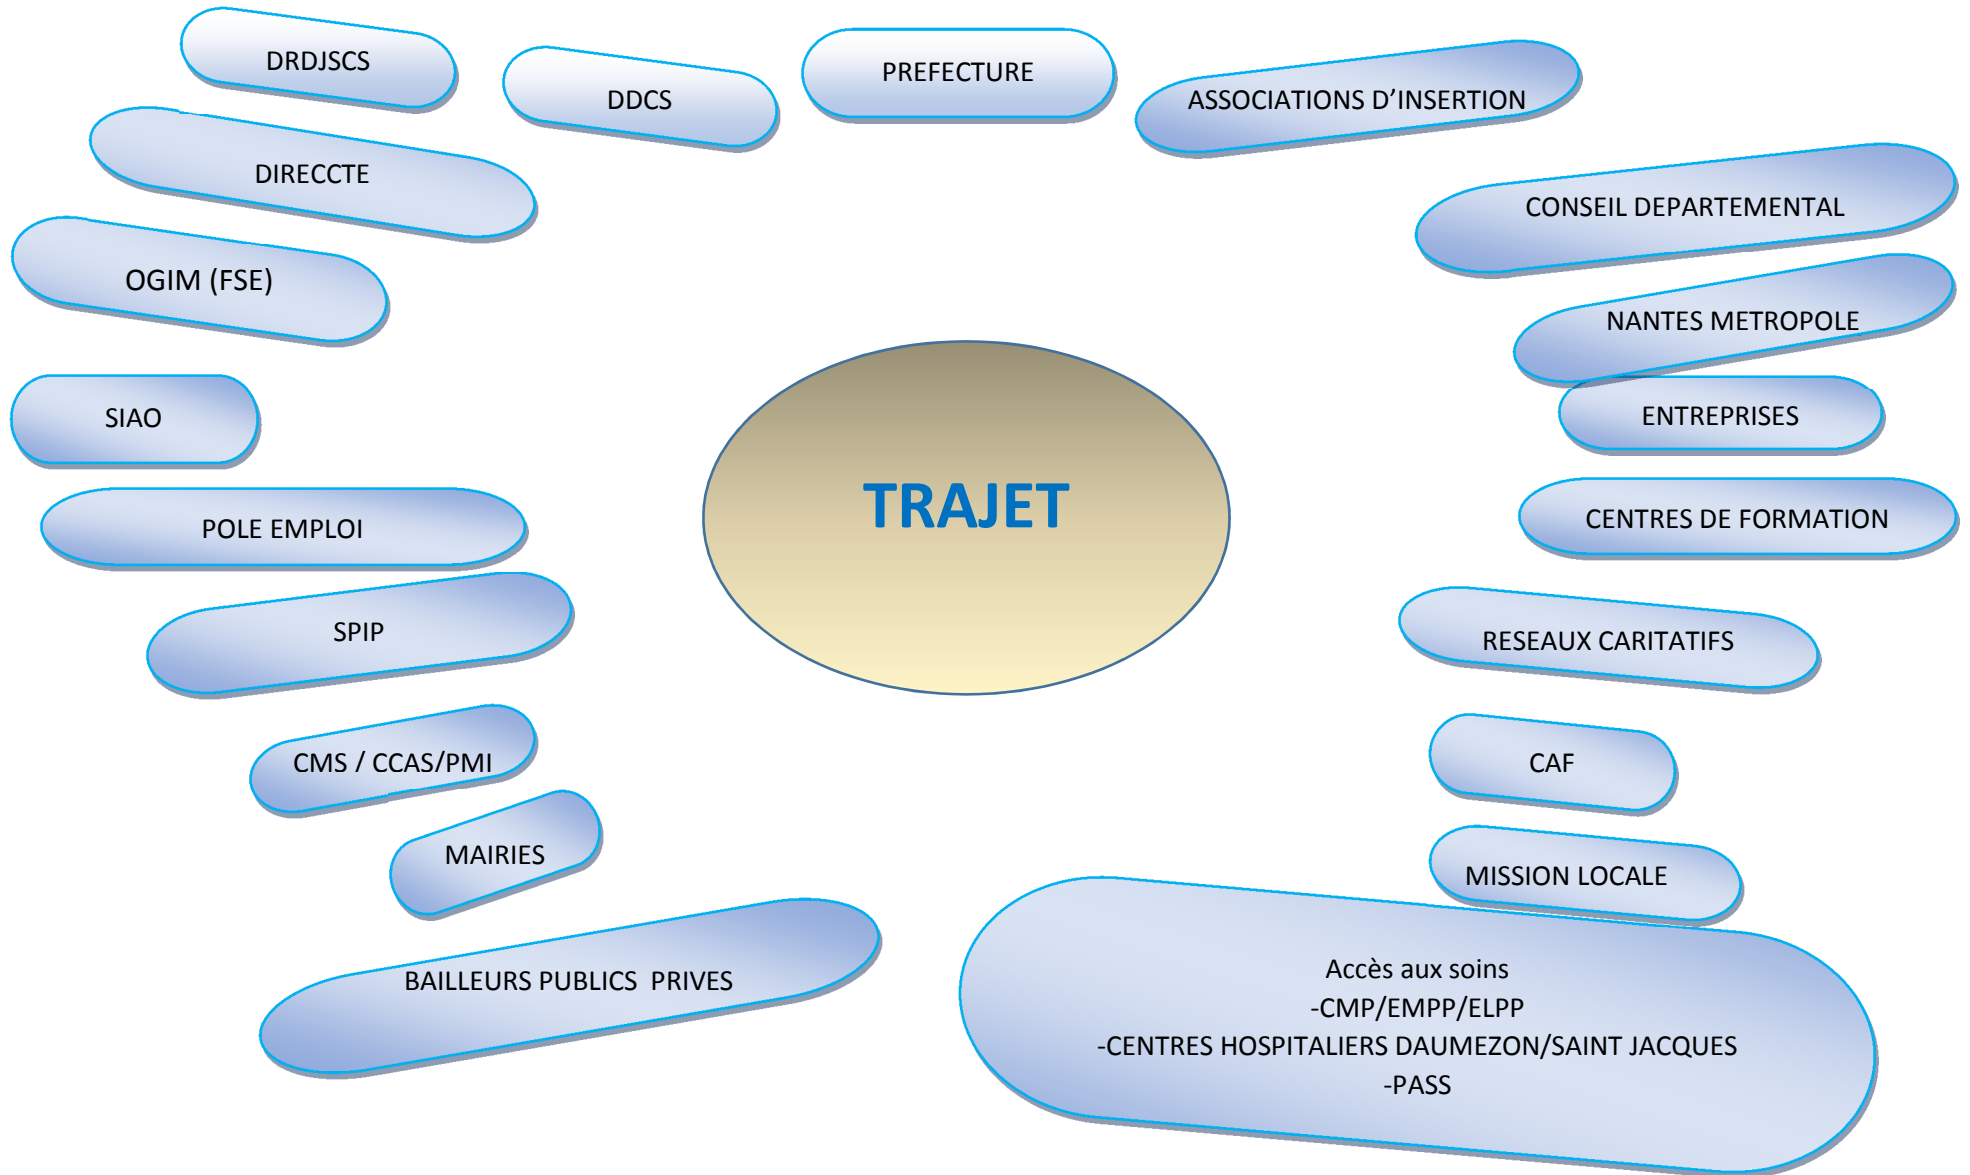 DRDJSCS
DDCS
PREFECTURE
ASSOCIATIONS D’INSERTION
DIRECCTE
CONSEIL DEPARTEMENTAL
OGIM (FSE)
NANTES METROPOLE
SIAO
ENTREPRISES
TRAJET
POLE EMPLOI
CENTRES DE FORMATION
SPIP
RESEAUX CARITATIFS
CMS / CCAS/PMI
CAF
MAIRIES
MISSION LOCALE
BAILLEURS PUBLICS  PRIVES
Accès aux soins
-CMP/EMPP/ELPP
-CENTRES HOSPITALIERS DAUMEZON/SAINT JACQUES
-PASS